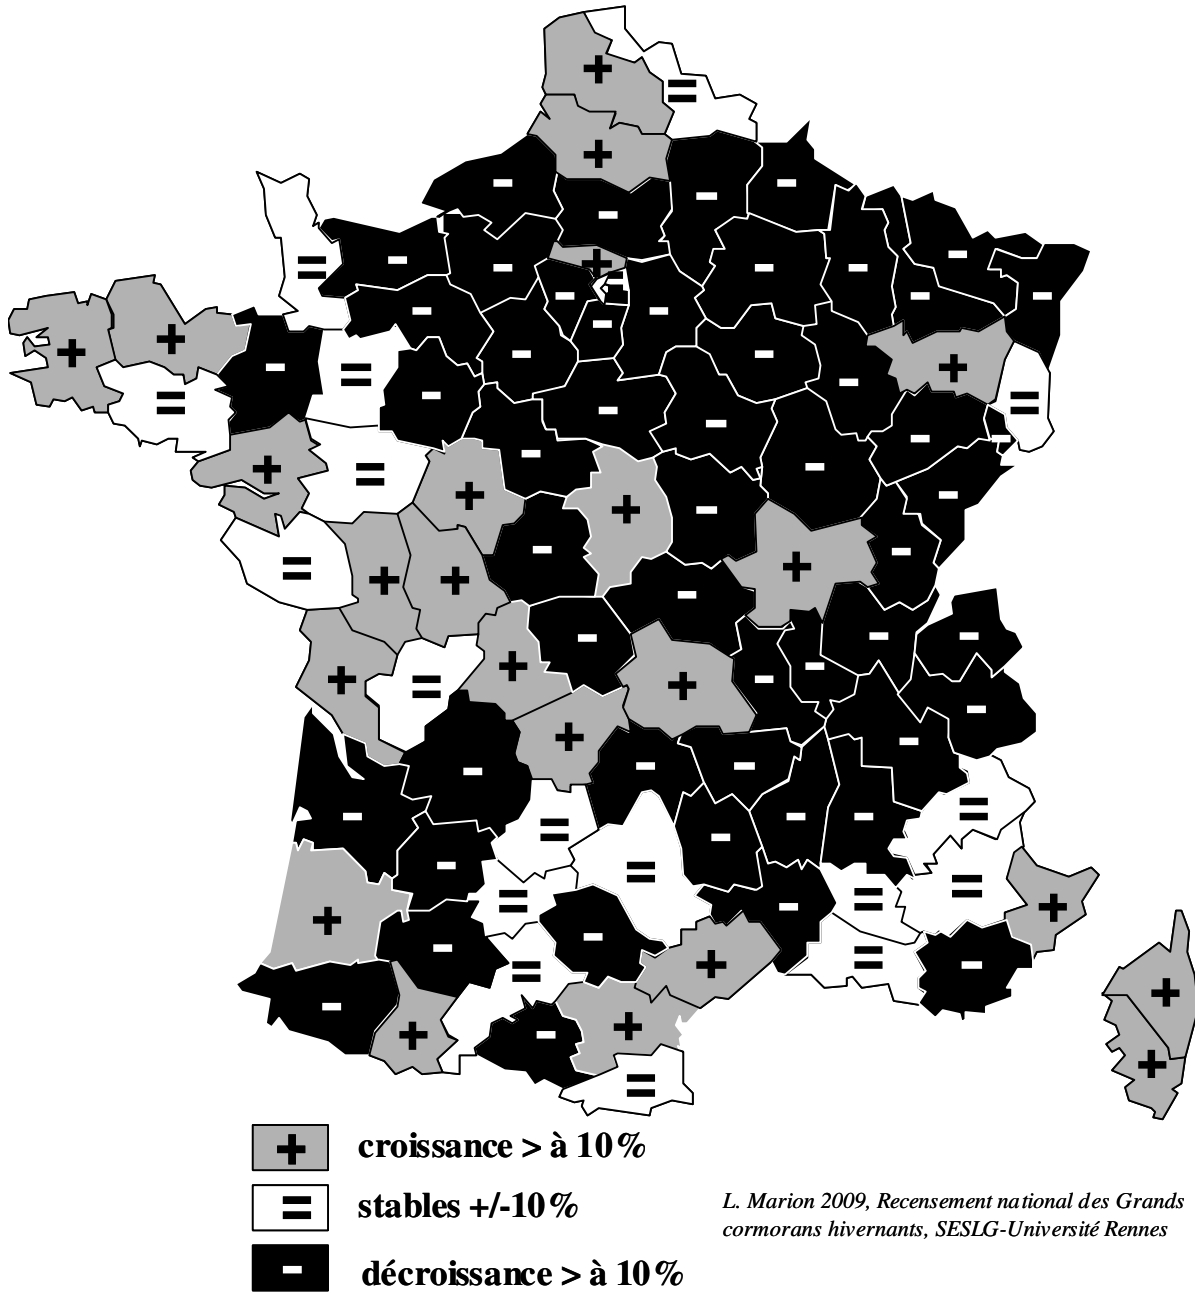 croissance > à 10%
stables +/-10%
décroissance > à 10%
L. Marion 2009, Recensement national des Grands
cormorans hivernants, SESLG-Université Rennes